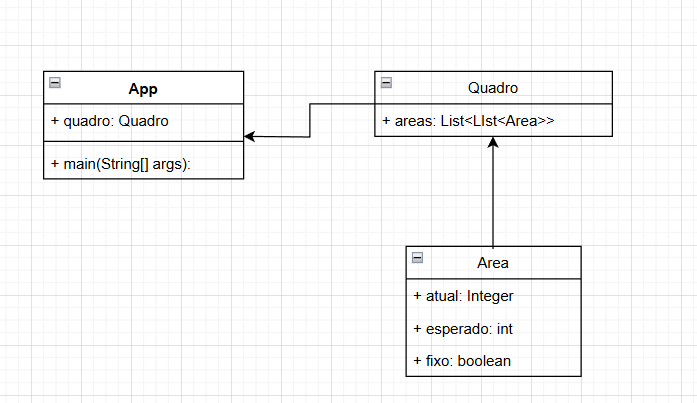 App
+ quadro: Quadro
+ main(String[] args):
Quadro
+ areas: List<LIst<Area>>
Area
+ atual: Integer
+ esperado: int
+ fixo: boolean